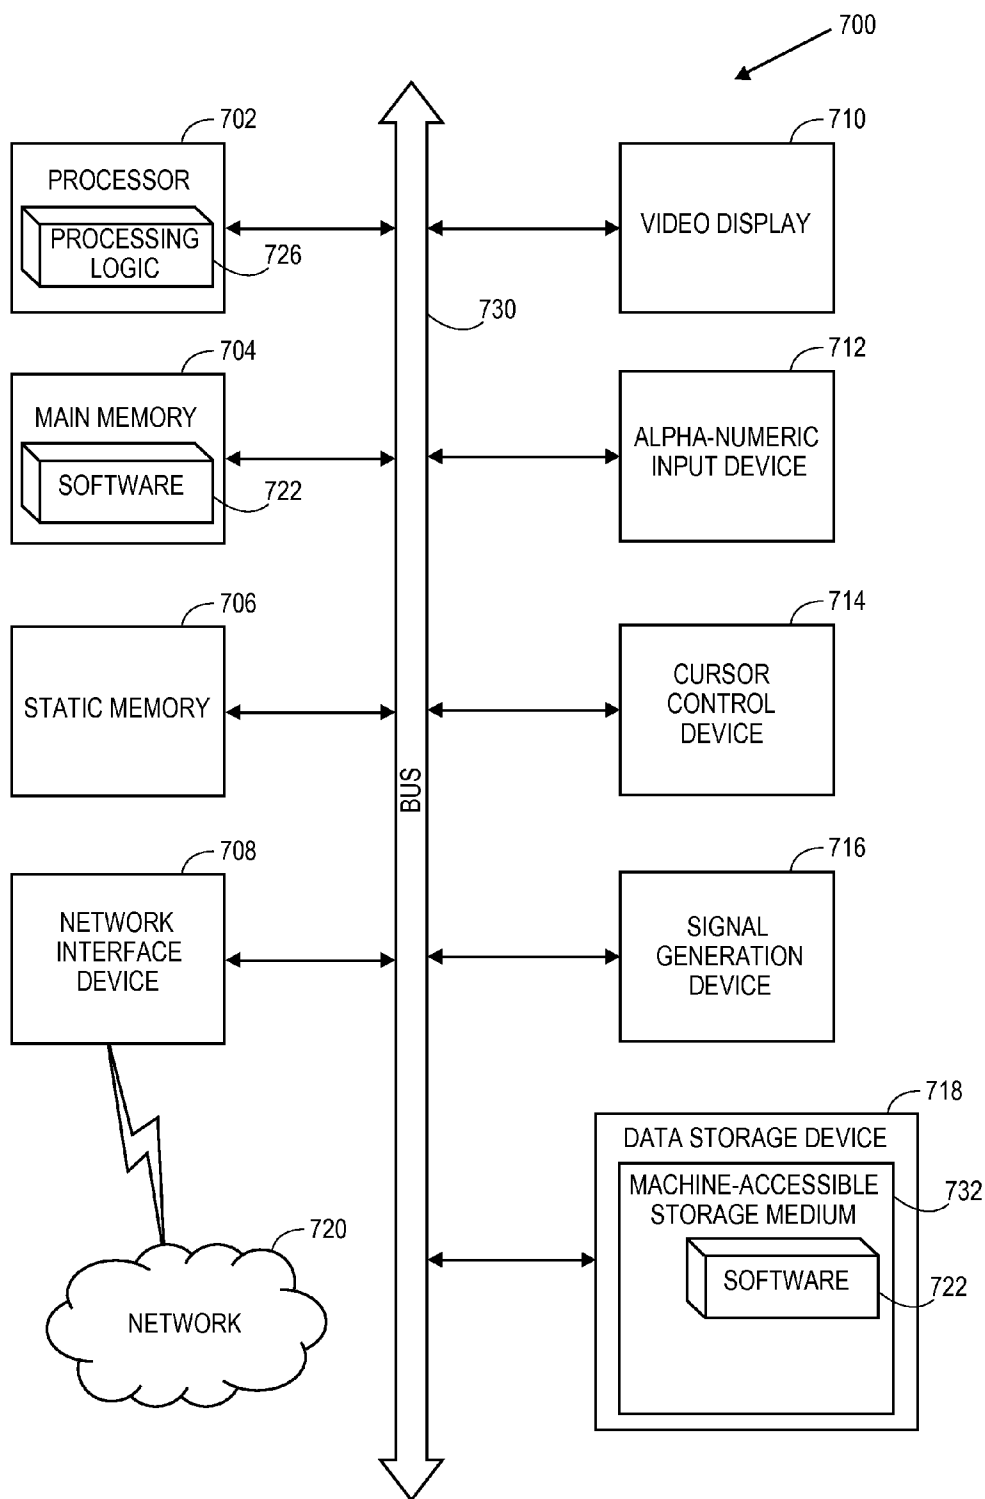 700
702
PROCESSOR
PROCESSING
LOGIC
726
704
MAIN MEMORY
SOFTWARE
722
706
STATIC MEMORY
708
NETWORK
INTERFACE
DEVICE
720
NETWORK
730
BUS
710
VIDEO DISPLAY
712
ALPHA-NUMERIC
INPUT DEVICE
714
CURSOR
CONTROL
DEVICE
716
SIGNAL
GENERATION
DEVICE
718
DATA STORAGE DEVICE
MACHINE-ACCESSIBLE
STORAGE MEDIUM
732
SOFTWARE
722